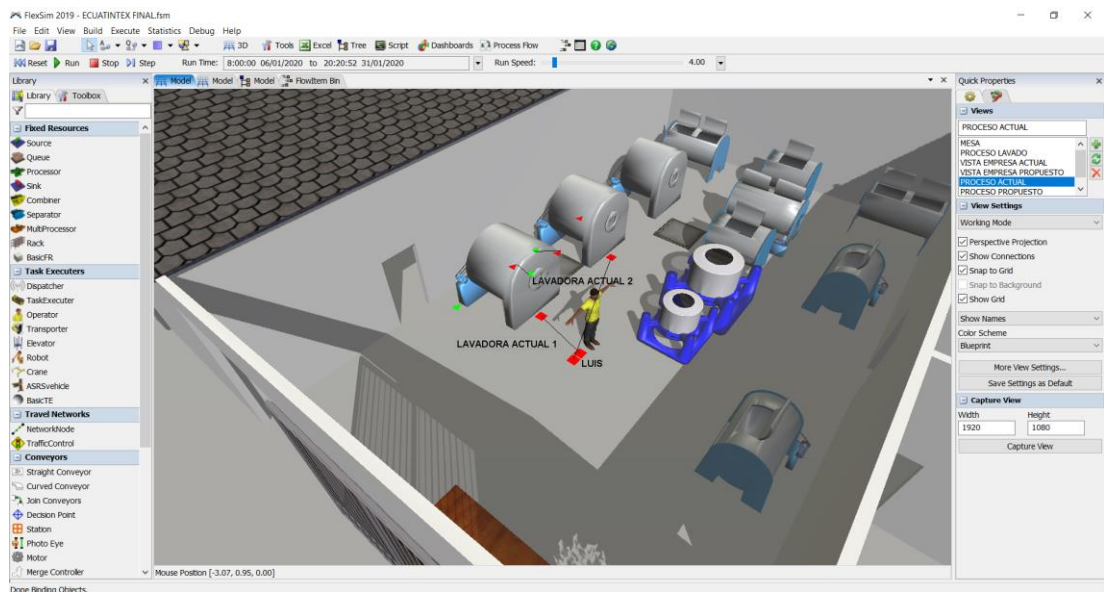 FlexSim 2019 - ECUATINTEX FINAL.fsm
File Edit View Build Execute Statistics Debug Help
3D Tools Excel Tree Script Dashboards Process Flow
Reset Run Stop Step Run Time: 8:00:00 06/01/2020 to 20:20:52 31/01/2020 Run Speed: 4.00
Library
Library Toolbox
Fixed Resources
Source
Queue
Processor
Sink
Combiner
Separator
MultiProcessor
Rack
BasicFR
Task Executers
Dispatcher
TaskExecuter
Operator
Transporter
Elevator
Robot
Crane
ASRSvehicle
BasicTE
Travel Networks
NetworkNode
TrafficControl
Conveyors
Straight Conveyor
Curved Conveyor
Join Conveyors
Decision Point
Station
Photo Eye
Motor
Merge Controller
Model Model Model FlowItem Bin
LAVADORA ACTUAL 2
LAVADORA ACTUAL 1
LUIS
Mouse Position [-3.07, 0.95, 0.00]
Quick Properties
Views
PROCESO ACTUAL
MESA
PROCESO LAVADO
VISTA EMPRESA ACTUAL
VISTA EMPRESA PROPUESTO
PROCESO ACTUAL
PROCESO PROPUESTO
View Settings
Working Mode
Perspective Projection
Show Connections
Snap to Grid
Snap to Background
Show Grid
Show Names
Color Scheme
Blueprint
More View Settings...
Save Settings as Default
Capture View
Width Height
1920 1080
Capture View
Done Binding Objects.